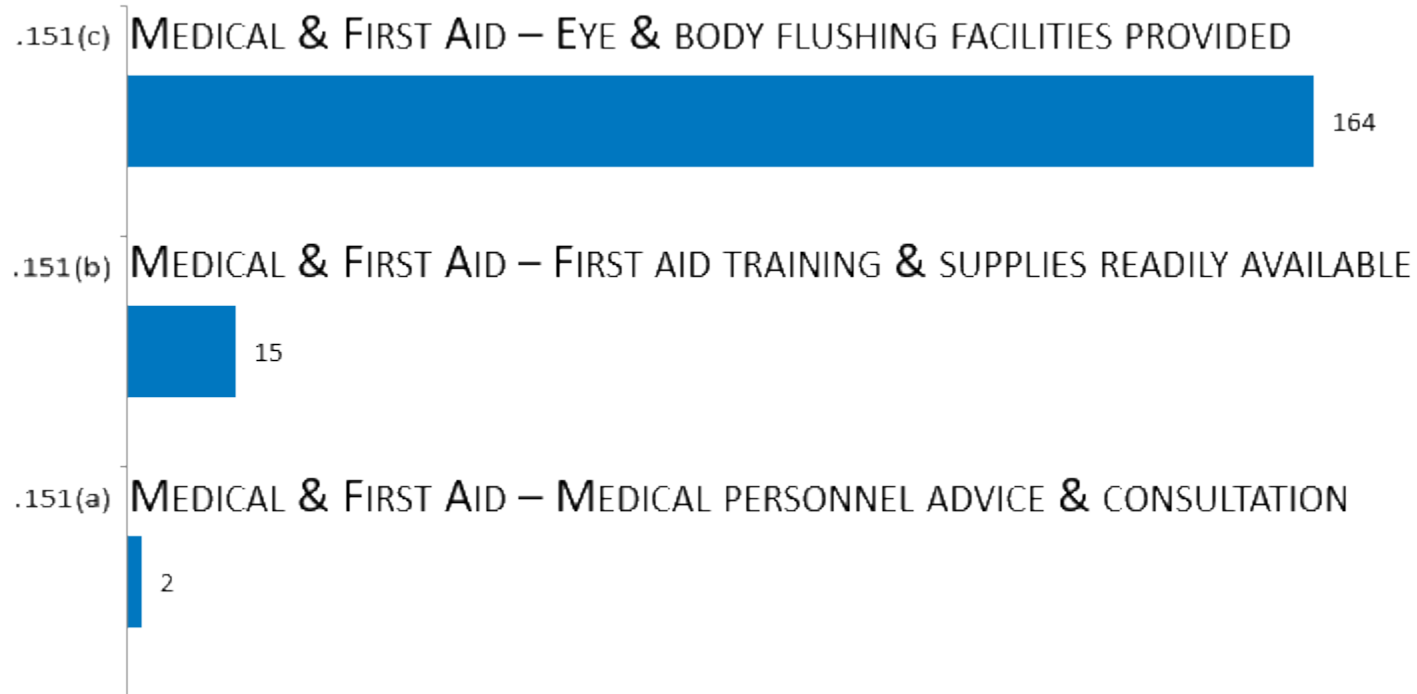 .151(c) MEDICAL & FIRST AID – EYE & BODY FLUSHING FACILITIES PROVIDED
164
.151(b) MEDICAL & FIRST AID – FIRST AID TRAINING & SUPPLIES READILY AVAILABLE
15
.151(a) MEDICAL & FIRST AID – MEDICAL PERSONNEL ADVICE & CONSULTATION
2